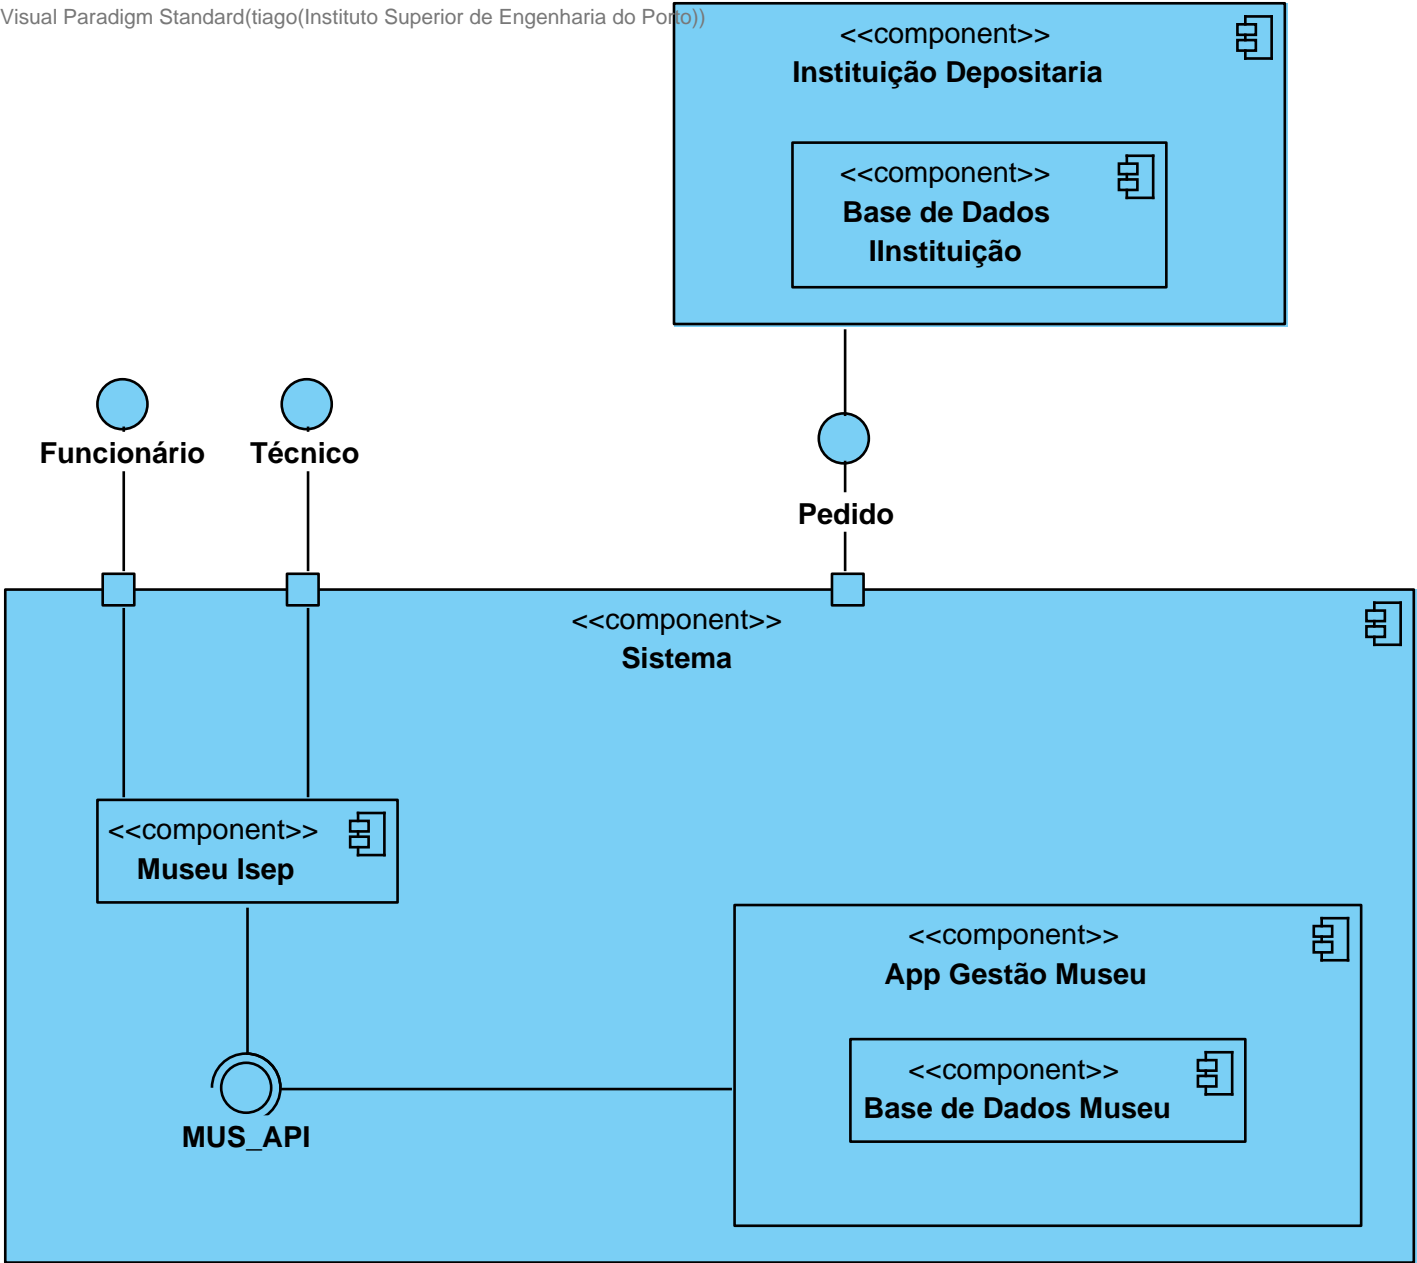 Visual Paradigm Standard(tiago(Instituto Superior de Engenharia do Porto))
<<component>>
Instituição Depositaria
<<component>>
Base de Dados
IInstituição
Funcionário
Técnico
Pedido
<<component>>
Sistema
<<component>>
Museu Isep
<<component>>
App Gestão Museu
<<component>>
Base de Dados Museu
MUS_API